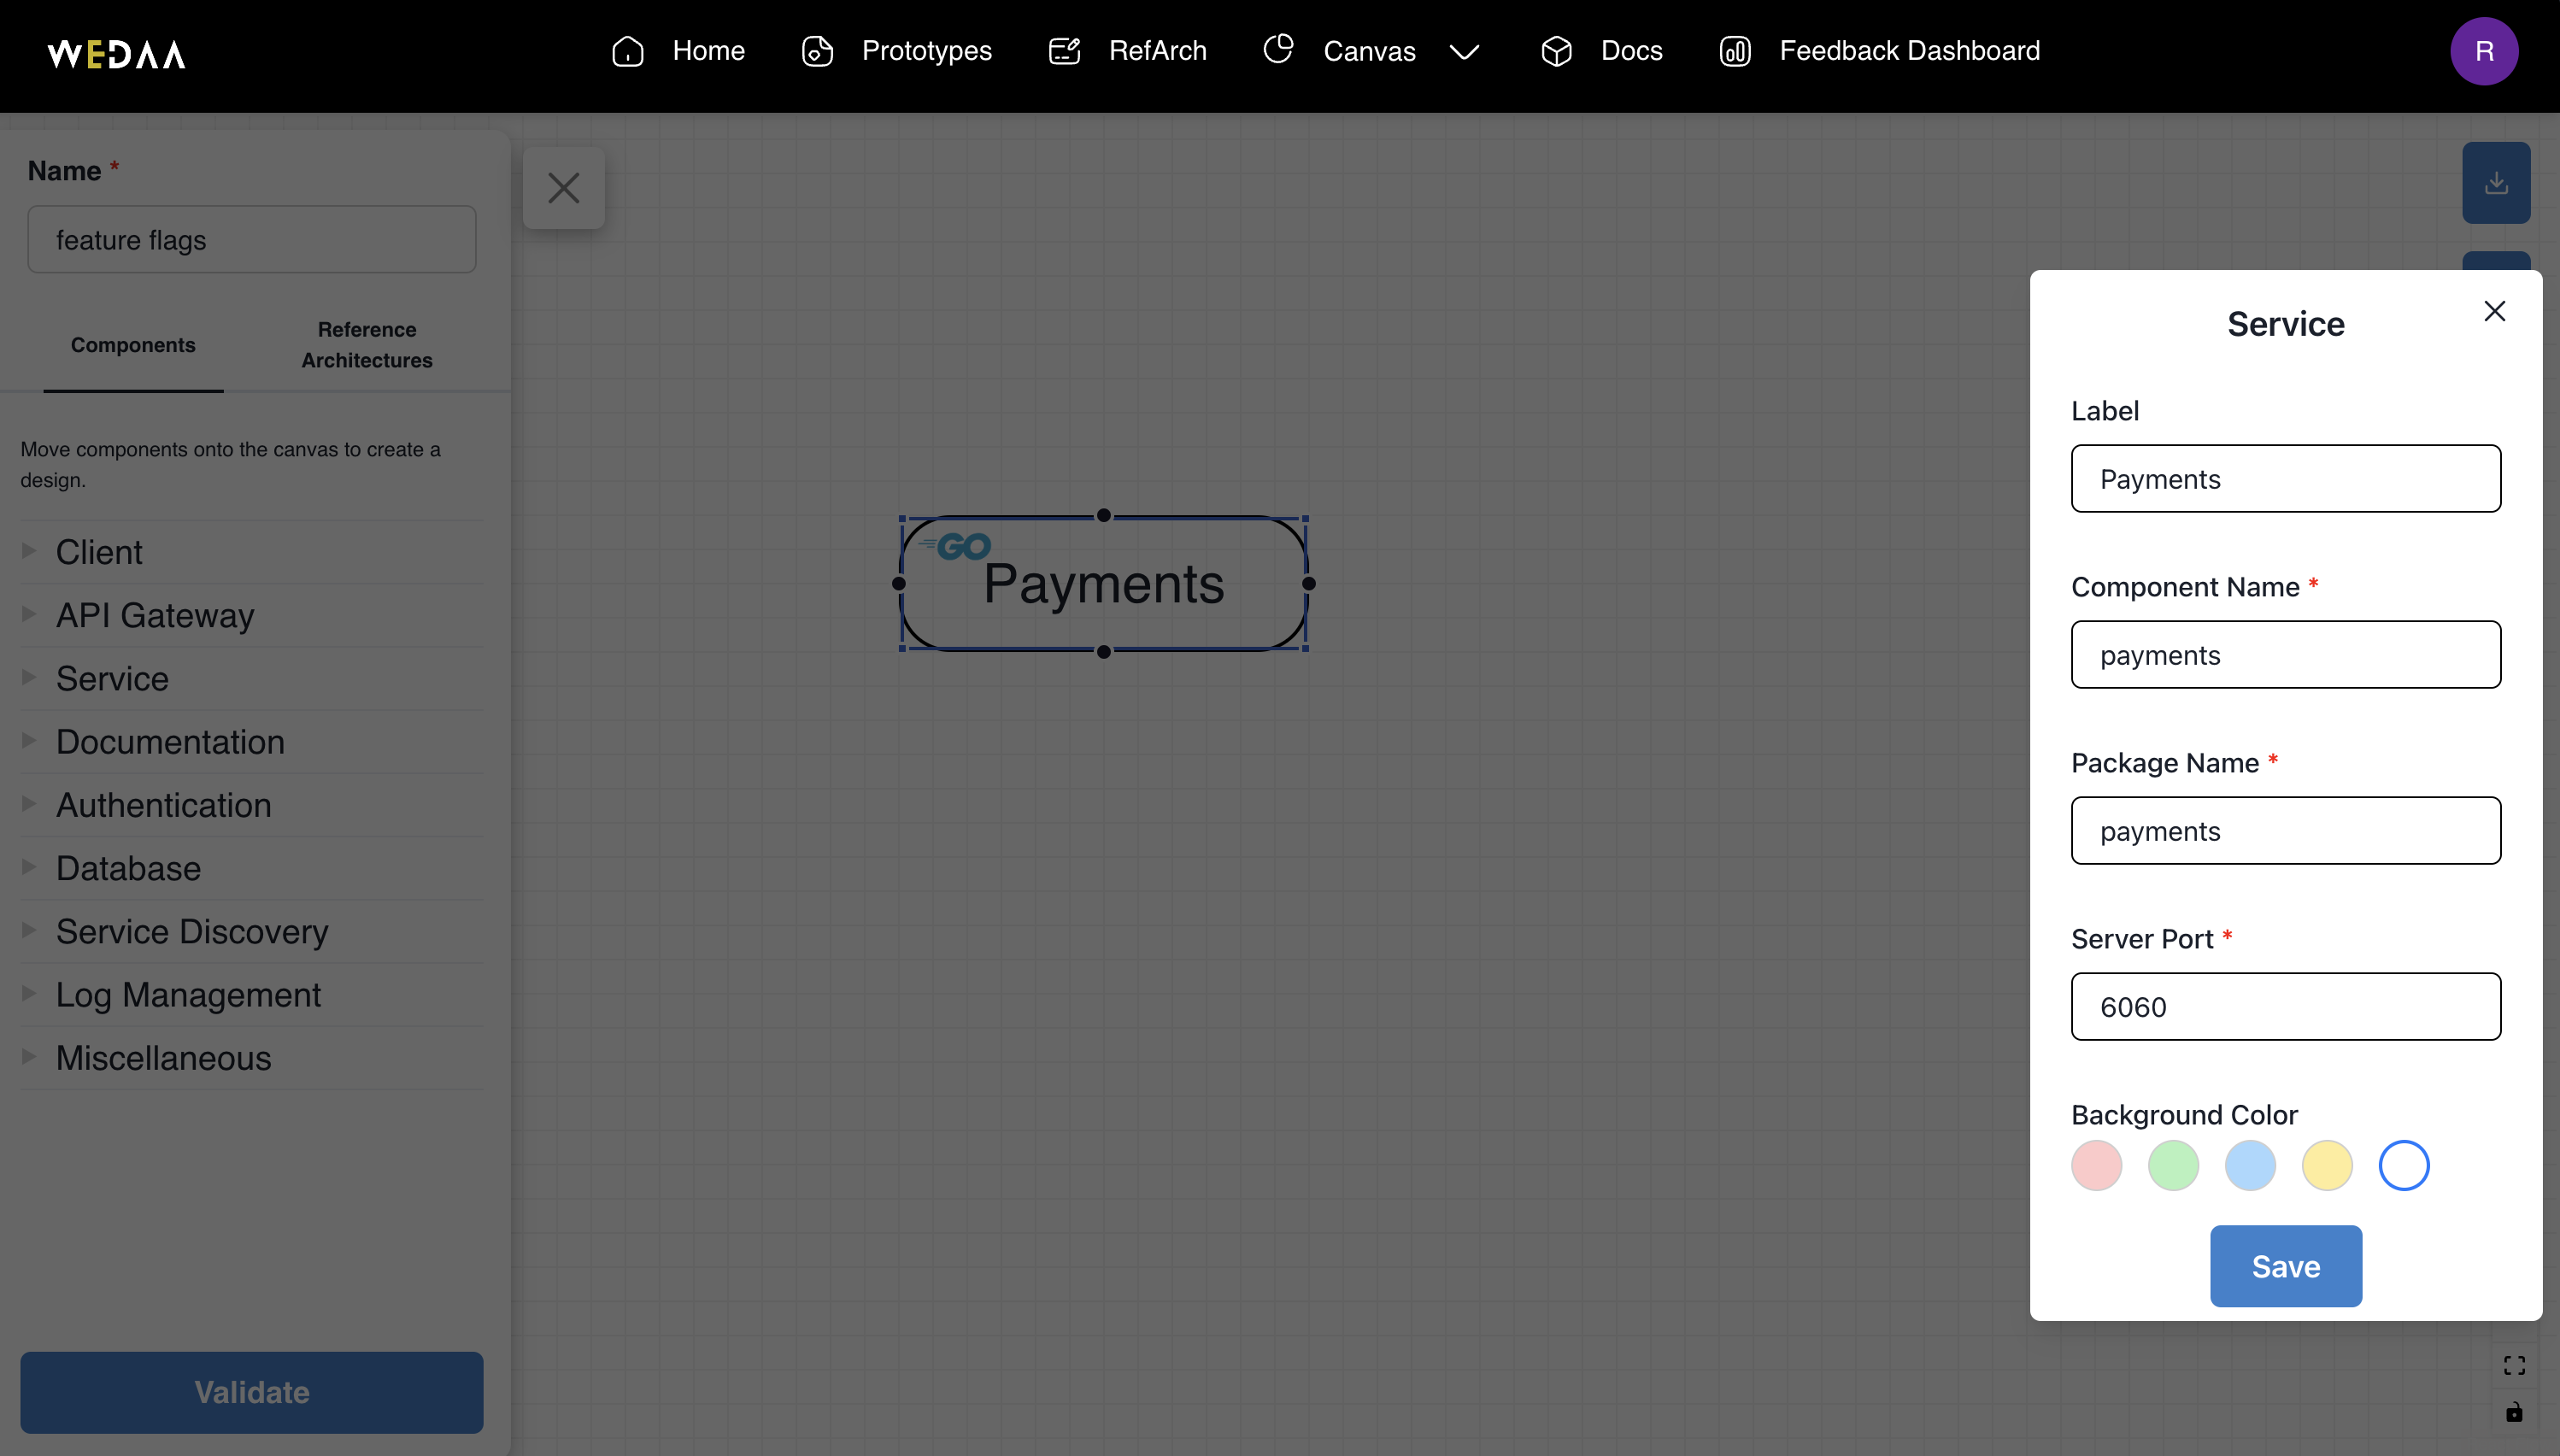 WEDAA
Home
Prototypes
RefArch
Canvas
Docs
Feedback Dashboard
R
Name *
feature flags
Components
Reference
Architectures
Move components onto the canvas to create a
design.
Client
API Gateway
Service
Documentation
Authentication
Database
Service Discovery
Log Management
Miscellaneous
Validate
GO
Payments
Service
Label
Payments
Component Name *
payments
Package Name *
payments
Server Port *
6060
Background Color
Save